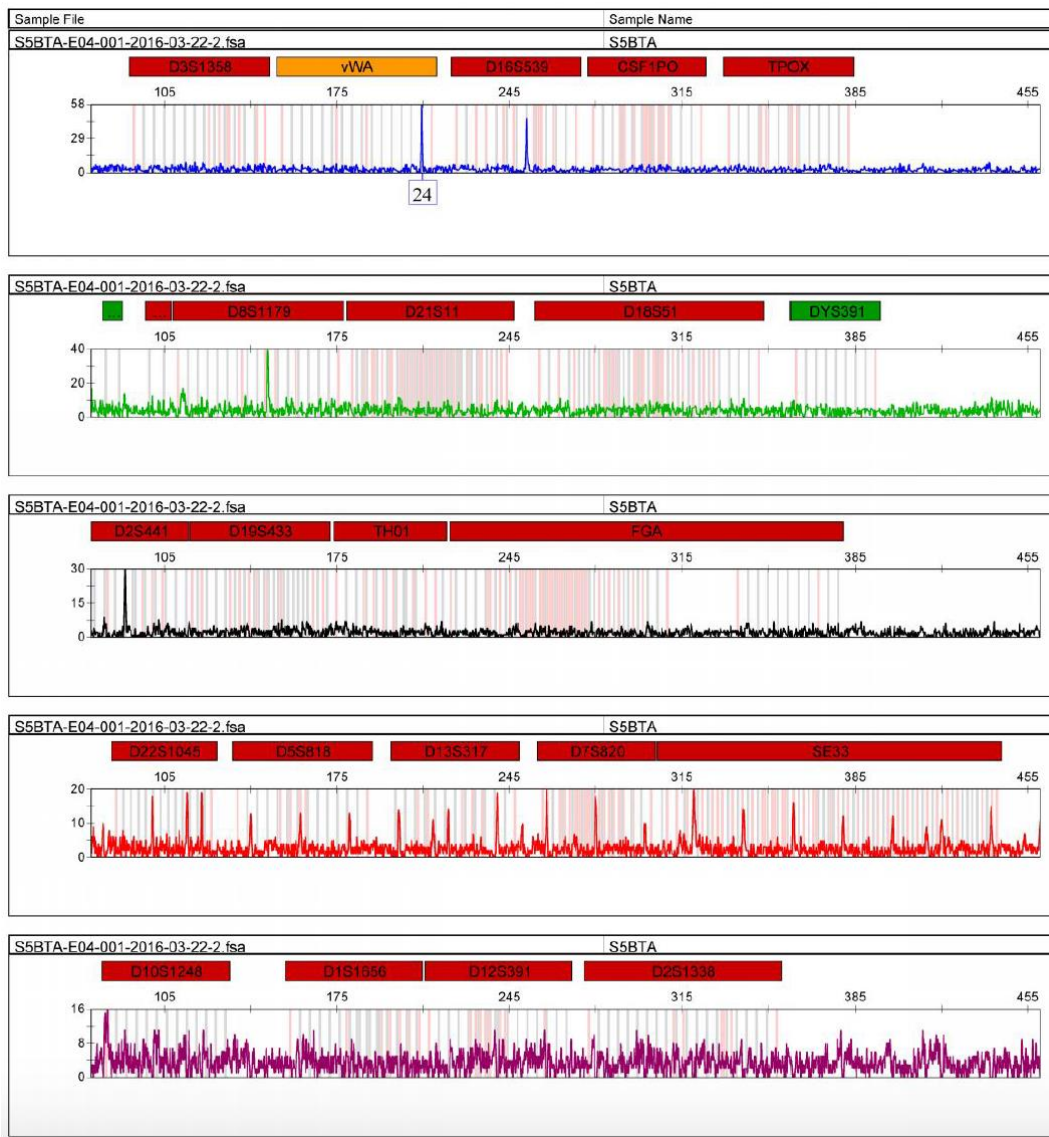 Sample File Sample Name
S5BTA-E04-001-2016-03-22-2.fsa S5BTA
D3S1358 vWA D16S539 CSF1PO TPOX
105 175 245 315 385 455
58
29
0
24
S5BTA-E04-001-2016-03-22-2.fsa S5BTA
... ... D8S1179 D21S11 D18S51 DYS391
105 175 245 315 385 455
40
20
0
S5BTA-E04-001-2016-03-22-2.fsa S5BTA
D2S441 D19S433 TH01 FGA
105 175 245 315 385 455
30
15
0
S5BTA-E04-001-2016-03-22-2.fsa S5BTA
D22S1045 D5S818 D13S317 D7S820 SE33
105 175 245 315 385 455
20
10
0
S5BTA-E04-001-2016-03-22-2.fsa S5BTA
D10S1248 D1S1656 D12S391 D2S1338
105 175 245 315 385 455
16
8
0